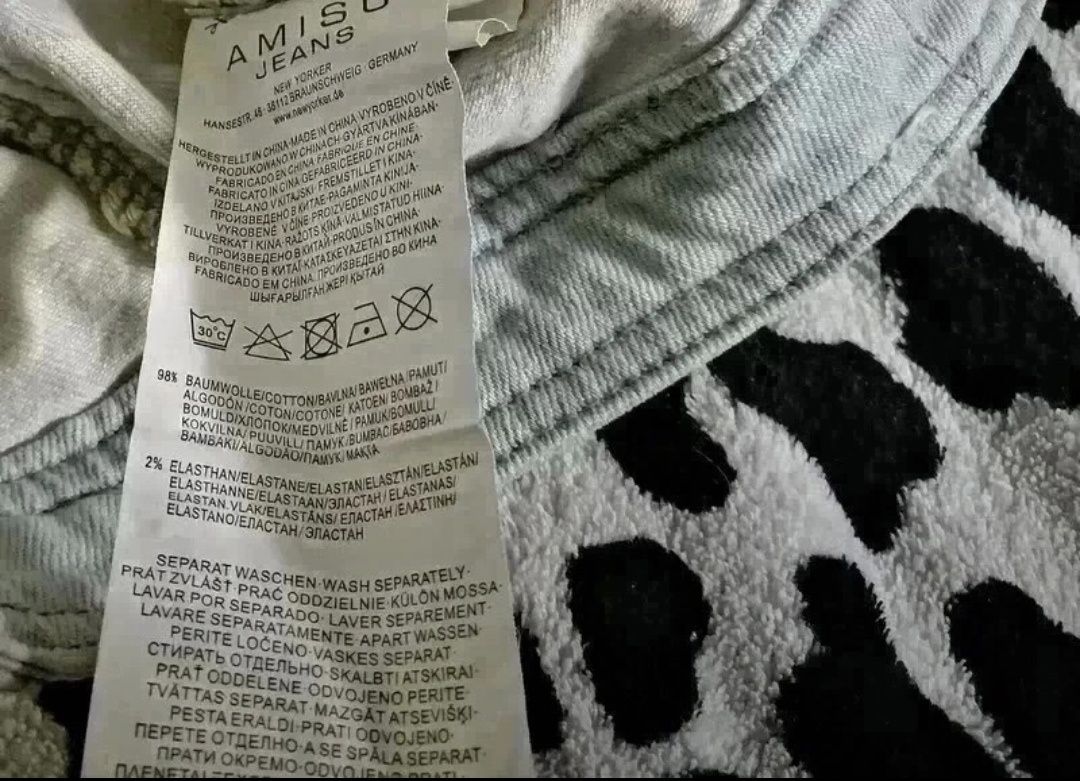 AMISU
JEANS
NEW YORKER
HANSESTR. 48 · 38112 BRAUNSCHWEIG · GERMANY
www.newyorker.de
HERGESTELLT IN CHINA·MADE IN CHINA·VYROBENO V ČÍNĚ·
WYPRODUKOWANO W CHINACH·GYÁRTVA KÍNÁBAN·
FABRICADO EN CHINA·FABRIQUÉ EN CHINE·
FABRICATO IN CINA·GEFABRICEERD IN CHINA·
IZDELANO V KITAJSKI·FREMSTILLET I KINA·
ПРОИЗВЕДЕНО В КИТАЕ·PAGAMINTA KINIJA·
VYROBENÉ V ČÍNE·PROIZVEDENO U KINI·
TILLVERKAT I KINA·RAŽOTS ĶĪNĀ·VALMISTATUD HIINA·
ПРОИЗВЕДЕНО В КИТАЙ·PRODUS ÎN CHINA·
ВИРОБЛЕНО В КИТАЇ·ΚΑΤΑΣΚΕΥΑΖΕΤΑΙ ΣΤΗΝ ΚΙΝΑ·
FABRICADO EM CHINA. ПРОИЗВЕДЕНО ВО КИНА
ШЫҒАРЫЛҒАН ЖЕРІ ҚЫТАЙ
30°C
98% BAUMWOLLE/COTTON/BAVLNA/BAWEŁNA/PAMUT/
ALGODÓN/COTON/COTONE/ KATOEN/ BOMBAŽ/
BOMULD/ХЛОПОК/MEDVILNĖ/PAMUK/BOMULL/
KOKVILNA/ PUUVILL/ ПАМУК/BUMBAC/БАВОВНА/
ΒΑΜΒΑΚΙ/ALGODÃO/ПАМУК/ МАҚТА
2% ELASTHAN/ELASTANE/ELASTAN/ELASZTÁN/ELASTÁN/
ELASTHANNE/ELASTAAN/ЭЛАСТАН/ ELASTANAS/
ELASTAN.VLAK/ELASTĀNS/ ЕЛАСТАН /ΕΛΑΣΤΙΝΗ/
ELASTANO/ЕЛАСТАН/ ЭЛАСТАН
SEPARAT WASCHEN·WASH SEPARATELY·
PRÁT ZVLÁŠŤ·PRAĆ ODDZIELNIE·KÜLÖN MOSSA·
LAVAR POR SEPARADO·LAVER SEPAREMENT·
LAVARE SEPARATAMENTE·APART WASSEN·
PERITE LOČENO·VASKES SEPARAT·
СТИРАТЬ ОТДЕЛЬНО·SKALBTI ATSKIRAI·
PRAŤ ODDELENE·ODVOJENO PERITE·
TVÄTTAS SEPARAT·MAZGĀT ATSEVIŠĶI·
PESTA ERALDI·PRATI ODVOJENO·
ПЕРЕТЕ ОТДЕЛНО·A SE SPĂLA SEPARAT·
ПРАТИ ОКРЕМО·ODVOJENO PRATI·